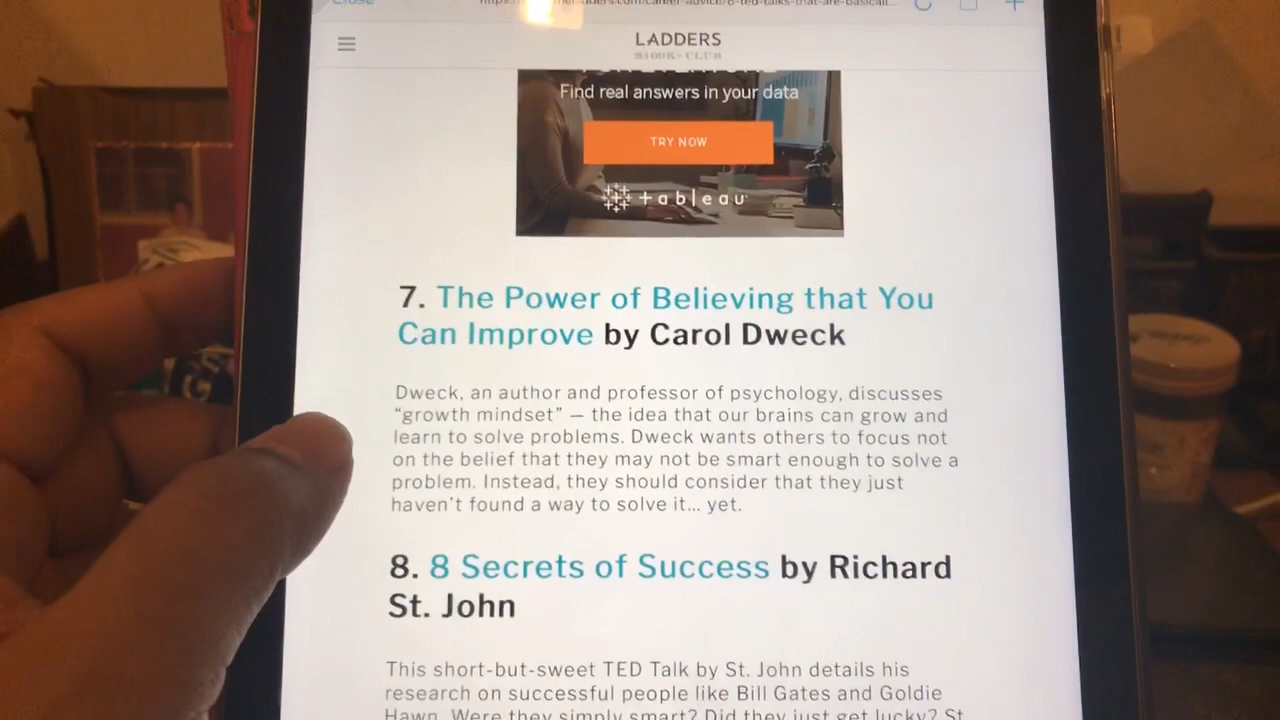 Close
LADDERS
$100K+ CLUB
Find real answers in your data
TRY NOW
+ableau
7. The Power of Believing that You
Can Improve by Carol Dweck
Dweck, an author and professor of psychology, discusses
“growth mindset” — the idea that our brains can grow and
learn to solve problems. Dweck wants others to focus not
on the belief that they may not be smart enough to solve a
problem. Instead, they should consider that they just
haven’t found a way to solve it... yet.
8. 8 Secrets of Success by Richard
St. John
This short-but-sweet TED Talk by St. John details his
research on successful people like Bill Gates and Goldie
Hawn. Were they simply smart? Did they just get lucky? St